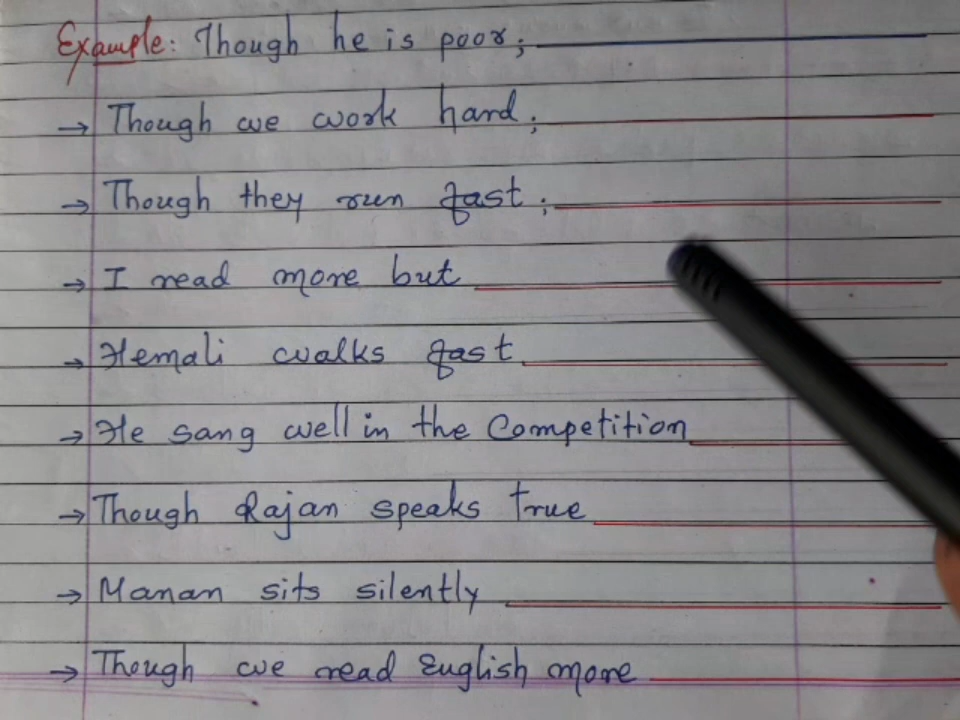 Example: Though he is poor; 
→ Though we work hard;
→ Though they run fast;
→ I read more but
→ Hemali walks fast
→ He sang well in the Competition
→ Though Rajan speaks true
→ Manan sits silently
→ Though we read English more